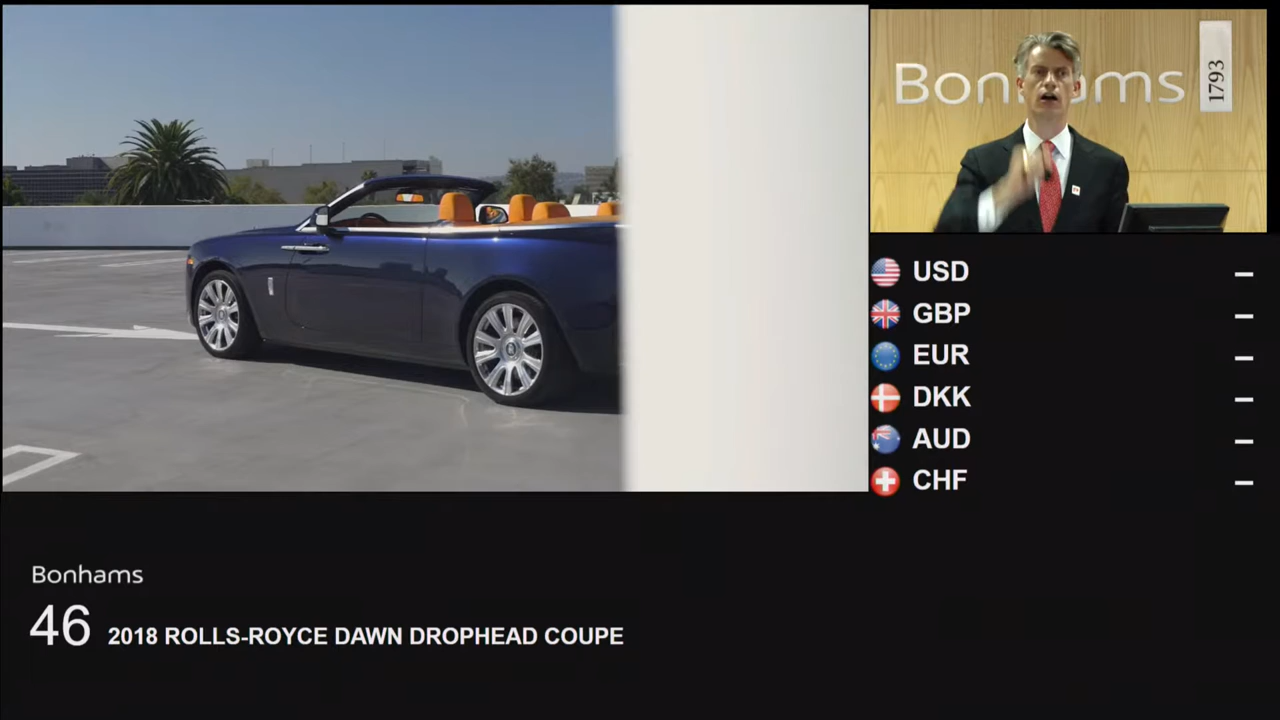 Bonhams
1793
USD –
GBP –
EUR –
DKK –
AUD –
CHF –
Bonhams
46 2018 ROLLS-ROYCE DAWN DROPHEAD COUPE